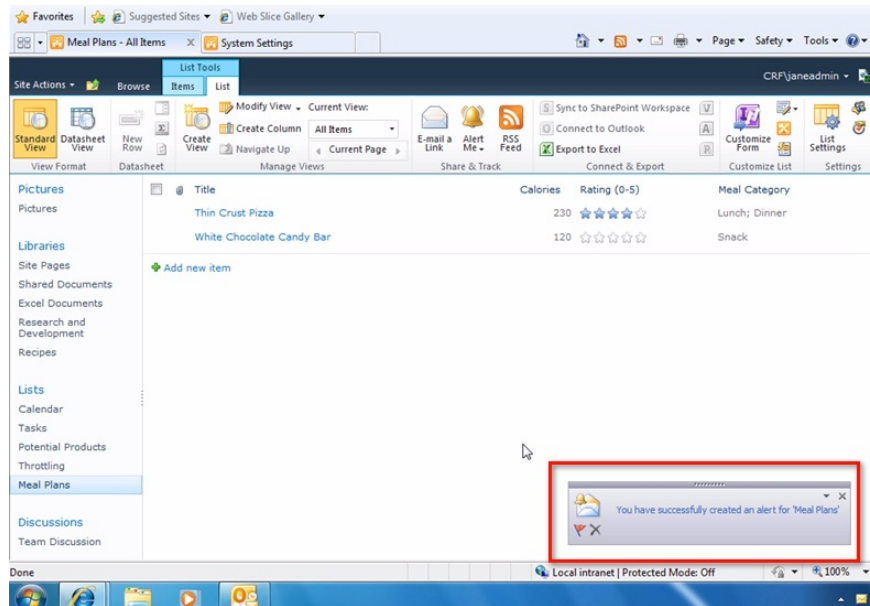 Favorites Suggested Sites Web Slice Gallery
Meal Plans - All Items X System Settings Page Safety Tools
List Tools
Site Actions Browse Items List CRF\janeadmin
Standard View Datasheet View New Row Create View Modify View Create Column Navigate Up Current View: All Items Current Page E-mail a Link Alert Me RSS Feed Sync to SharePoint Workspace Connect to Outlook Export to Excel Customize Form List Settings
View Format Datasheet Manage Views Share & Track Connect & Export Customize List Settings
Pictures
Pictures
Libraries
Site Pages
Shared Documents
Excel Documents
Research and
Development
Recipes
Lists
Calendar
Tasks
Potential Products
Throttling
Meal Plans
Discussions
Team Discussion
Title Calories Rating (0-5) Meal Category
Thin Crust Pizza 230 Lunch; Dinner
White Chocolate Candy Bar 120 Snack
Add new item
You have successfully created an alert for 'Meal Plans'
Done Local intranet | Protected Mode: Off 100%